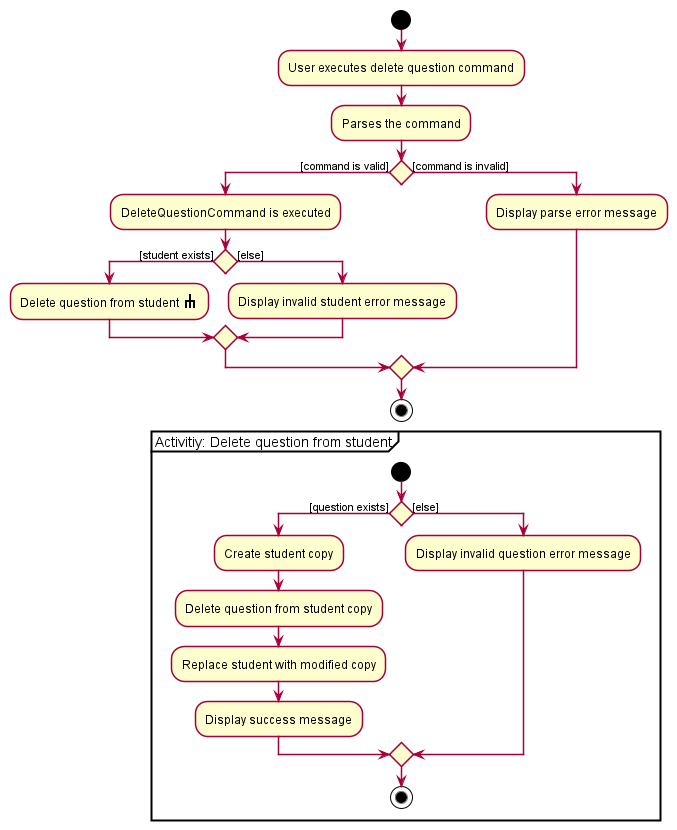 User executes delete question command
Parses the command
[command is valid]
[command is invalid]
DeleteQuestionCommand is executed
Display parse error message
[student exists]
[else]
Delete question from student
Display invalid student error message
Activitiy: Delete question from student
[question exists]
[else]
Create student copy
Display invalid question error message
Delete question from student copy
Replace student with modified copy
Display success message